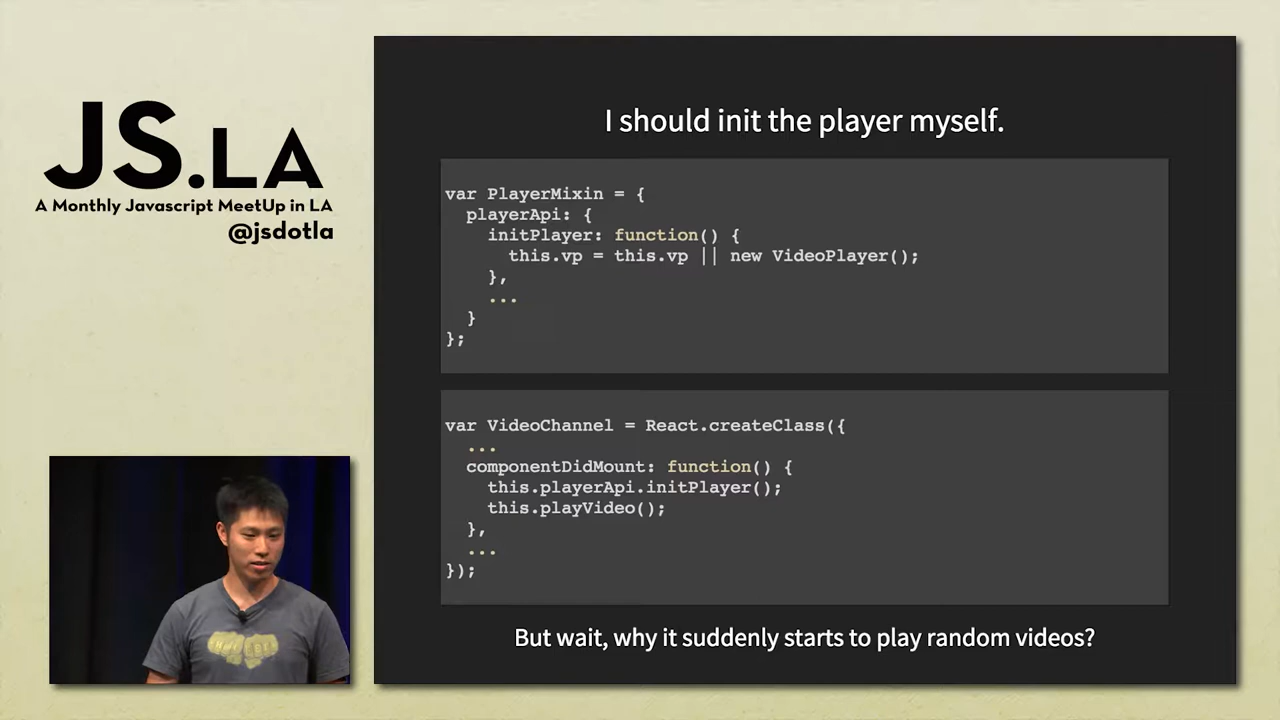 JS.LA
A Monthly Javascript MeetUp in LA
@jsdotla
I should init the player myself.
var PlayerMixin = {
  playerApi: {
    initPlayer: function() {
      this.vp = this.vp || new VideoPlayer();
    },
    ...
  }
};
var VideoChannel = React.createClass({
  ...
  componentDidMount: function() {
    this.playerApi.initPlayer();
    this.playVideo();
  },
  ...
});
But wait, why it suddenly starts to play random videos?